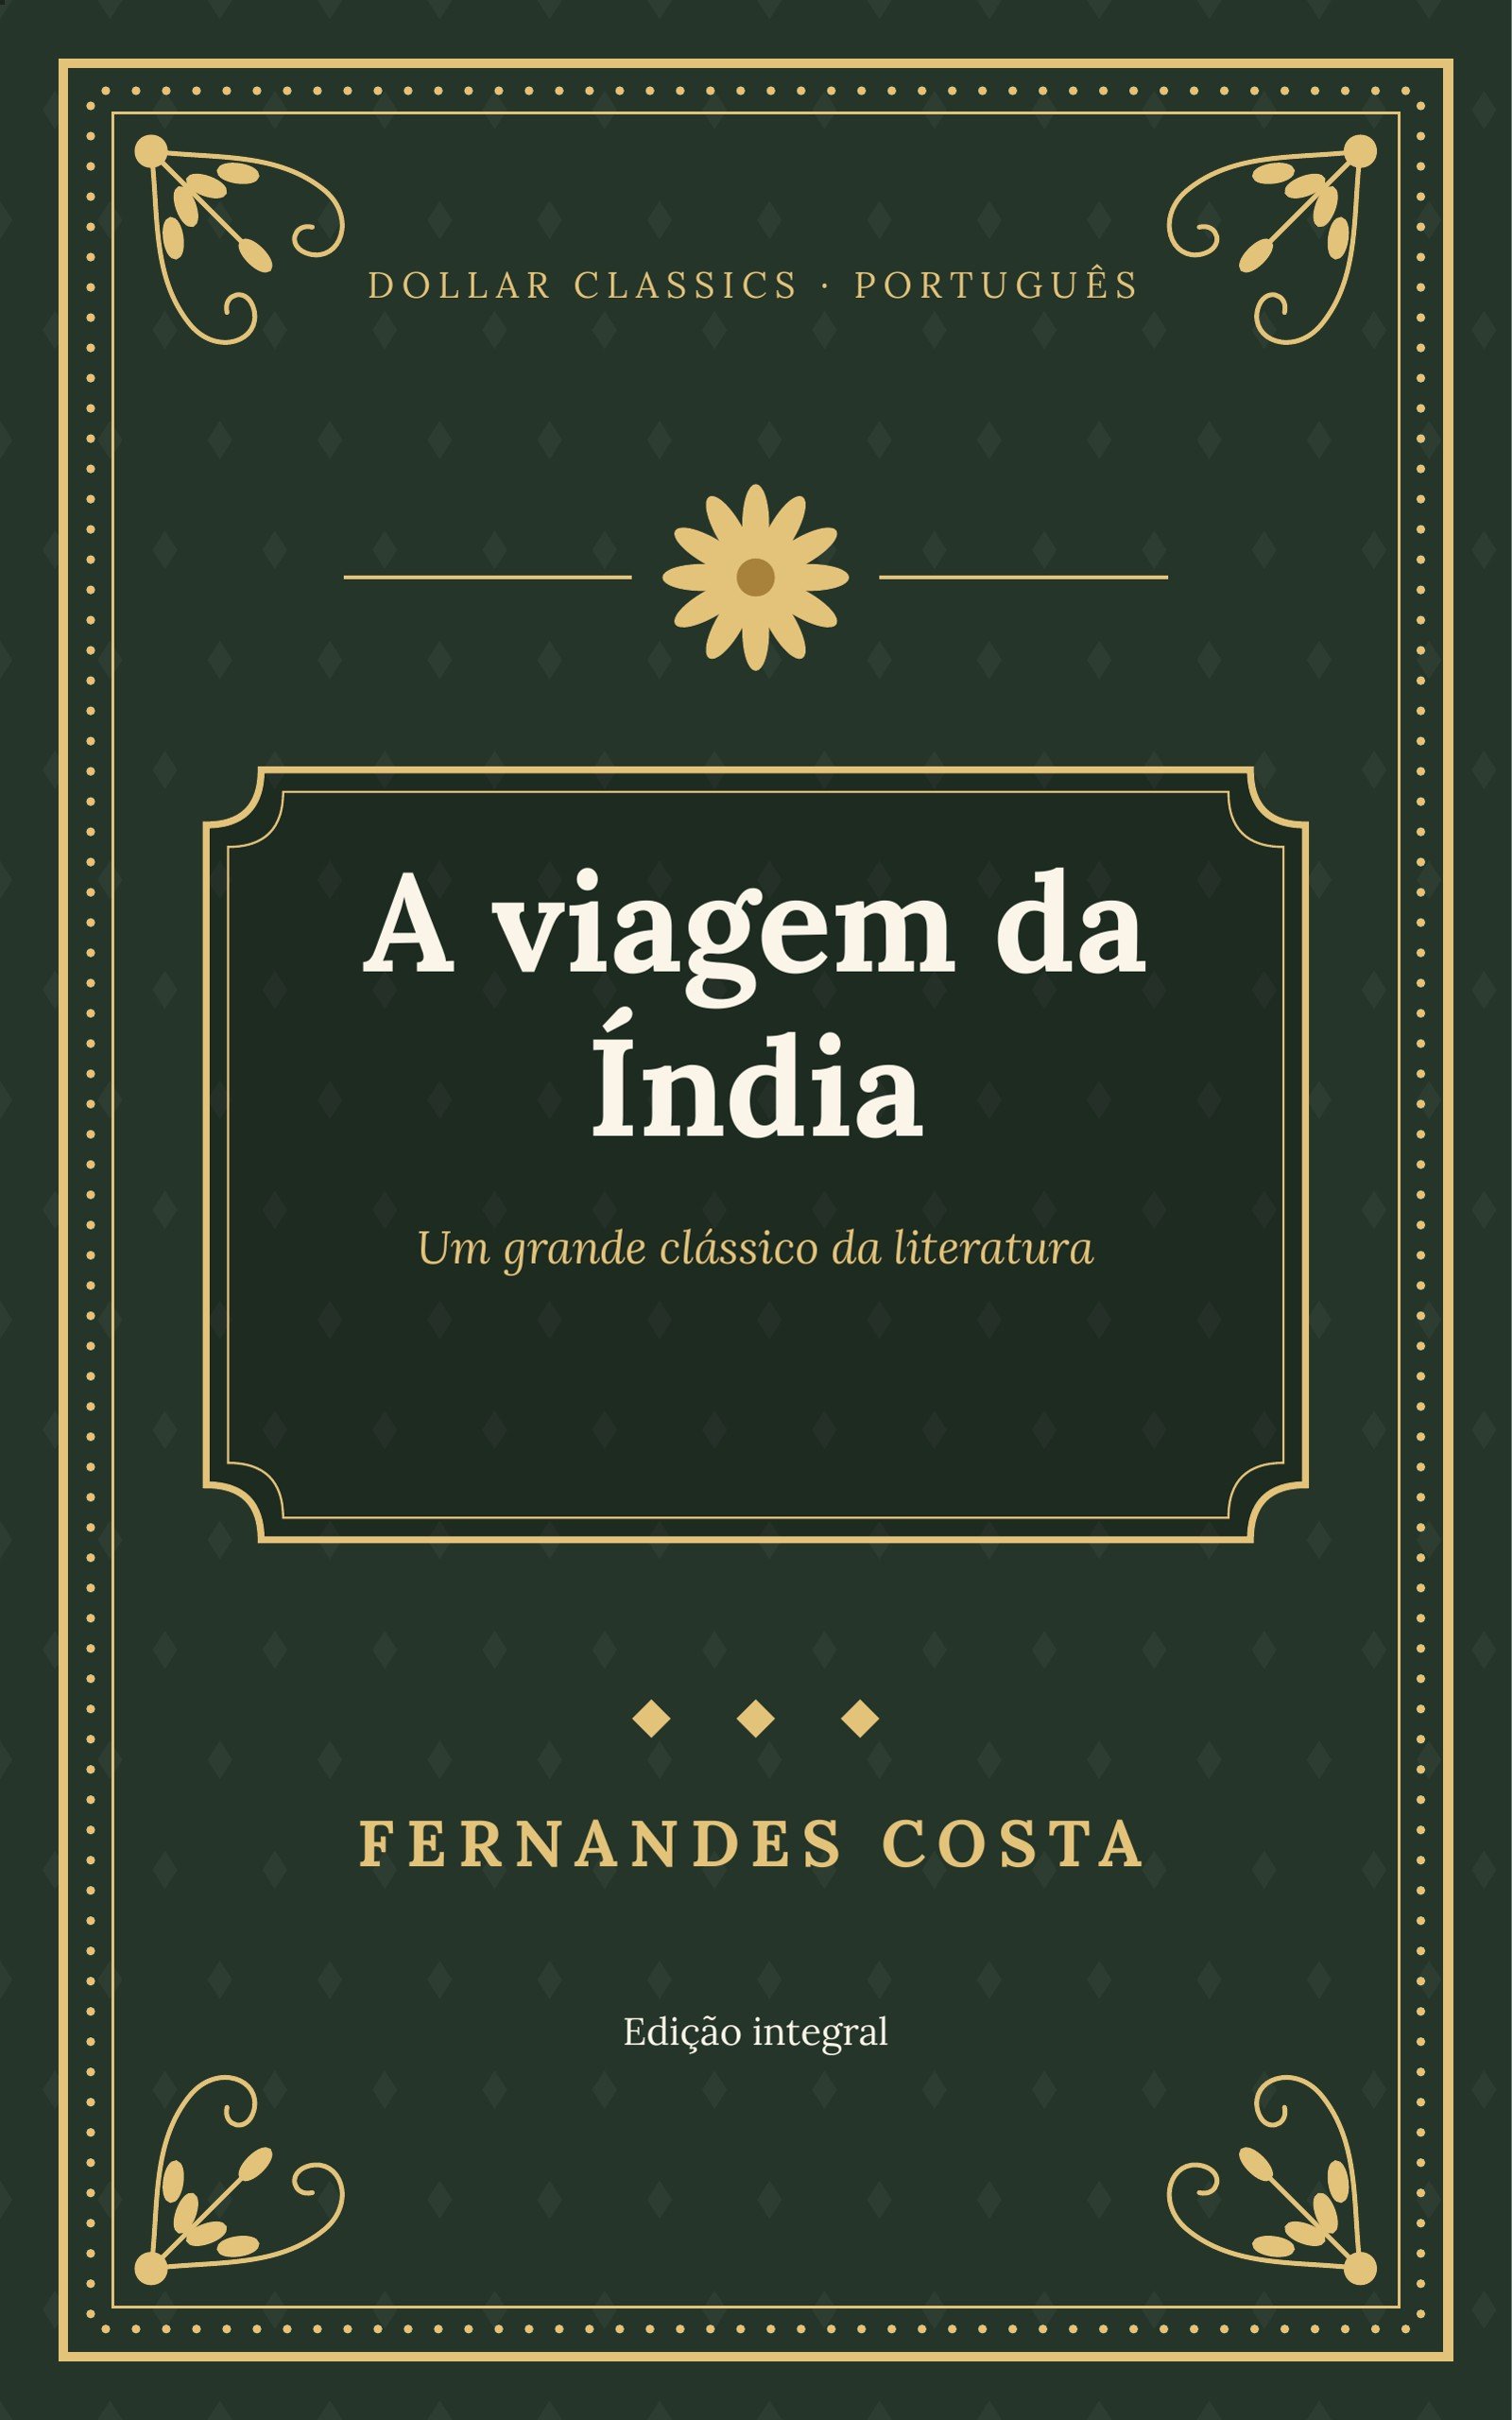 DOLLAR CLASSICS · PORTUGUÊS
A viagem da
Índia
Um grande clássico da literatura
FERNANDES COSTA
Edição integral